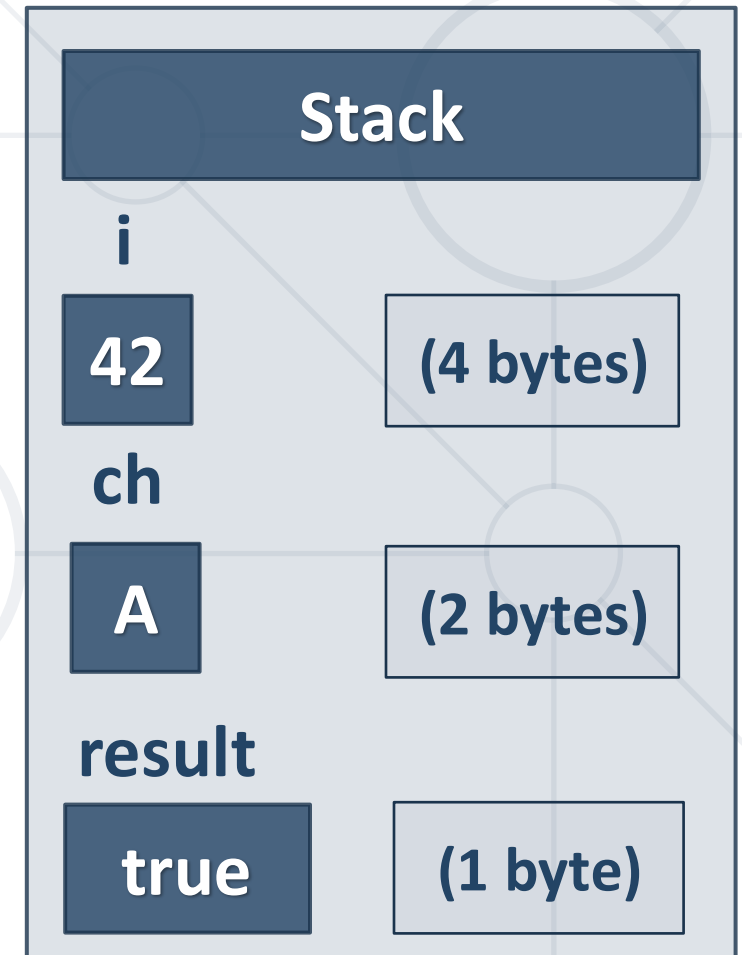 Stack
i
42 (4 bytes)
ch
A (2 bytes)
result
true (1 byte)